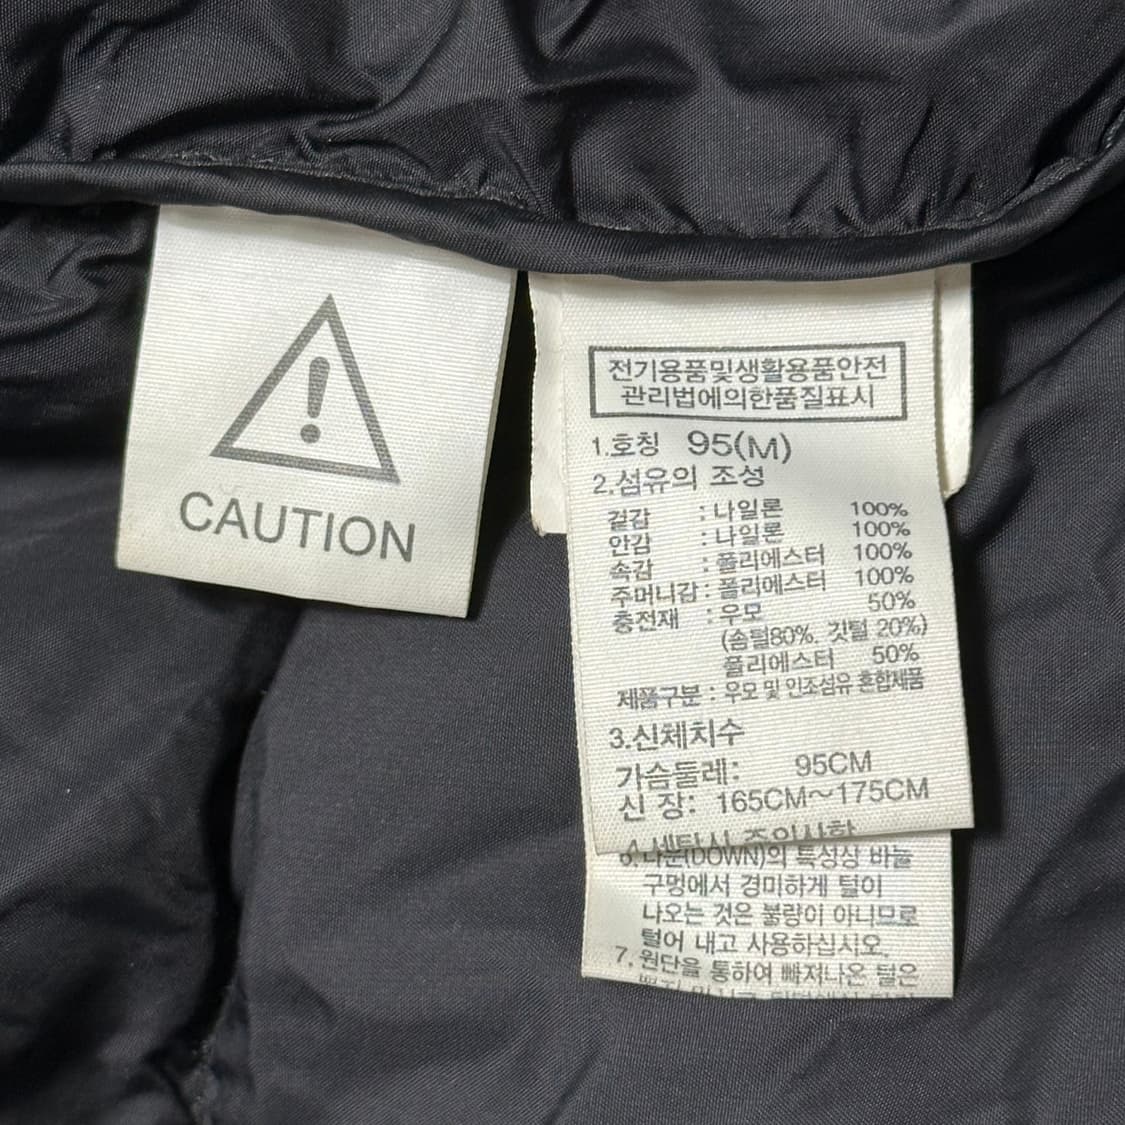 CAUTION
전기용품및생활용품안전
관리법에의한품질표시
1.호칭 95(M)
2.섬유의 조성
겉감 : 나일론 100%
안감 : 나일론 100%
속감 : 폴리에스터 100%
주머니감 : 폴리에스터 100%
충전재 : 우모 50%
(솜털80%, 깃털 20%)
폴리에스터 50%
제품구분 : 우모 및 인조섬유 혼합제품
3.신체치수
가슴둘레: 95CM
신 장: 165CM~175CM
4.세탁시 주의사항
6.다운(DOWN)의 특성상 바늘
구멍에서 경미하게 털이
나오는 것은 불량이 아니므로
털어 내고 사용하십시오.
7. 원단을 통하여 빠져나온 털은